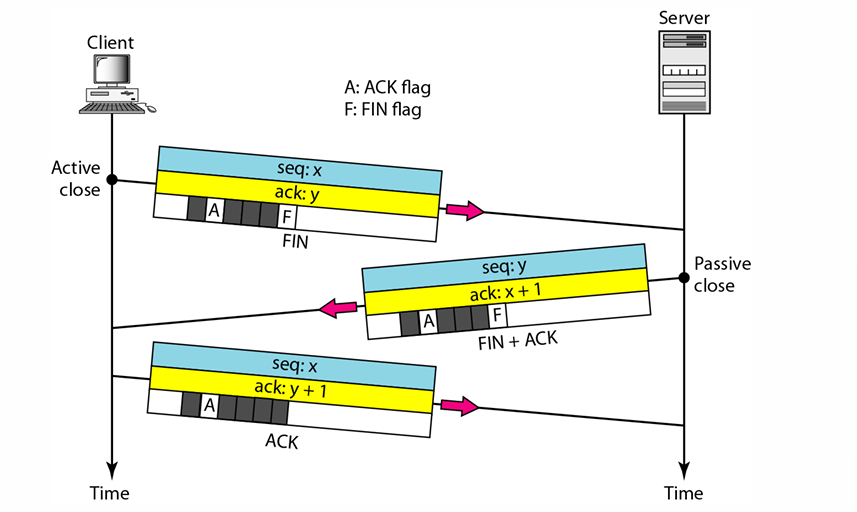 Server
Client
A: ACK flag
F: FIN flag
Active
close
seq: x
ack: y
A
F
FIN
Passive
close
seq: y
ack: x + 1
A
F
FIN + ACK
seq: x
ack: y + 1
A
ACK
Time
Time